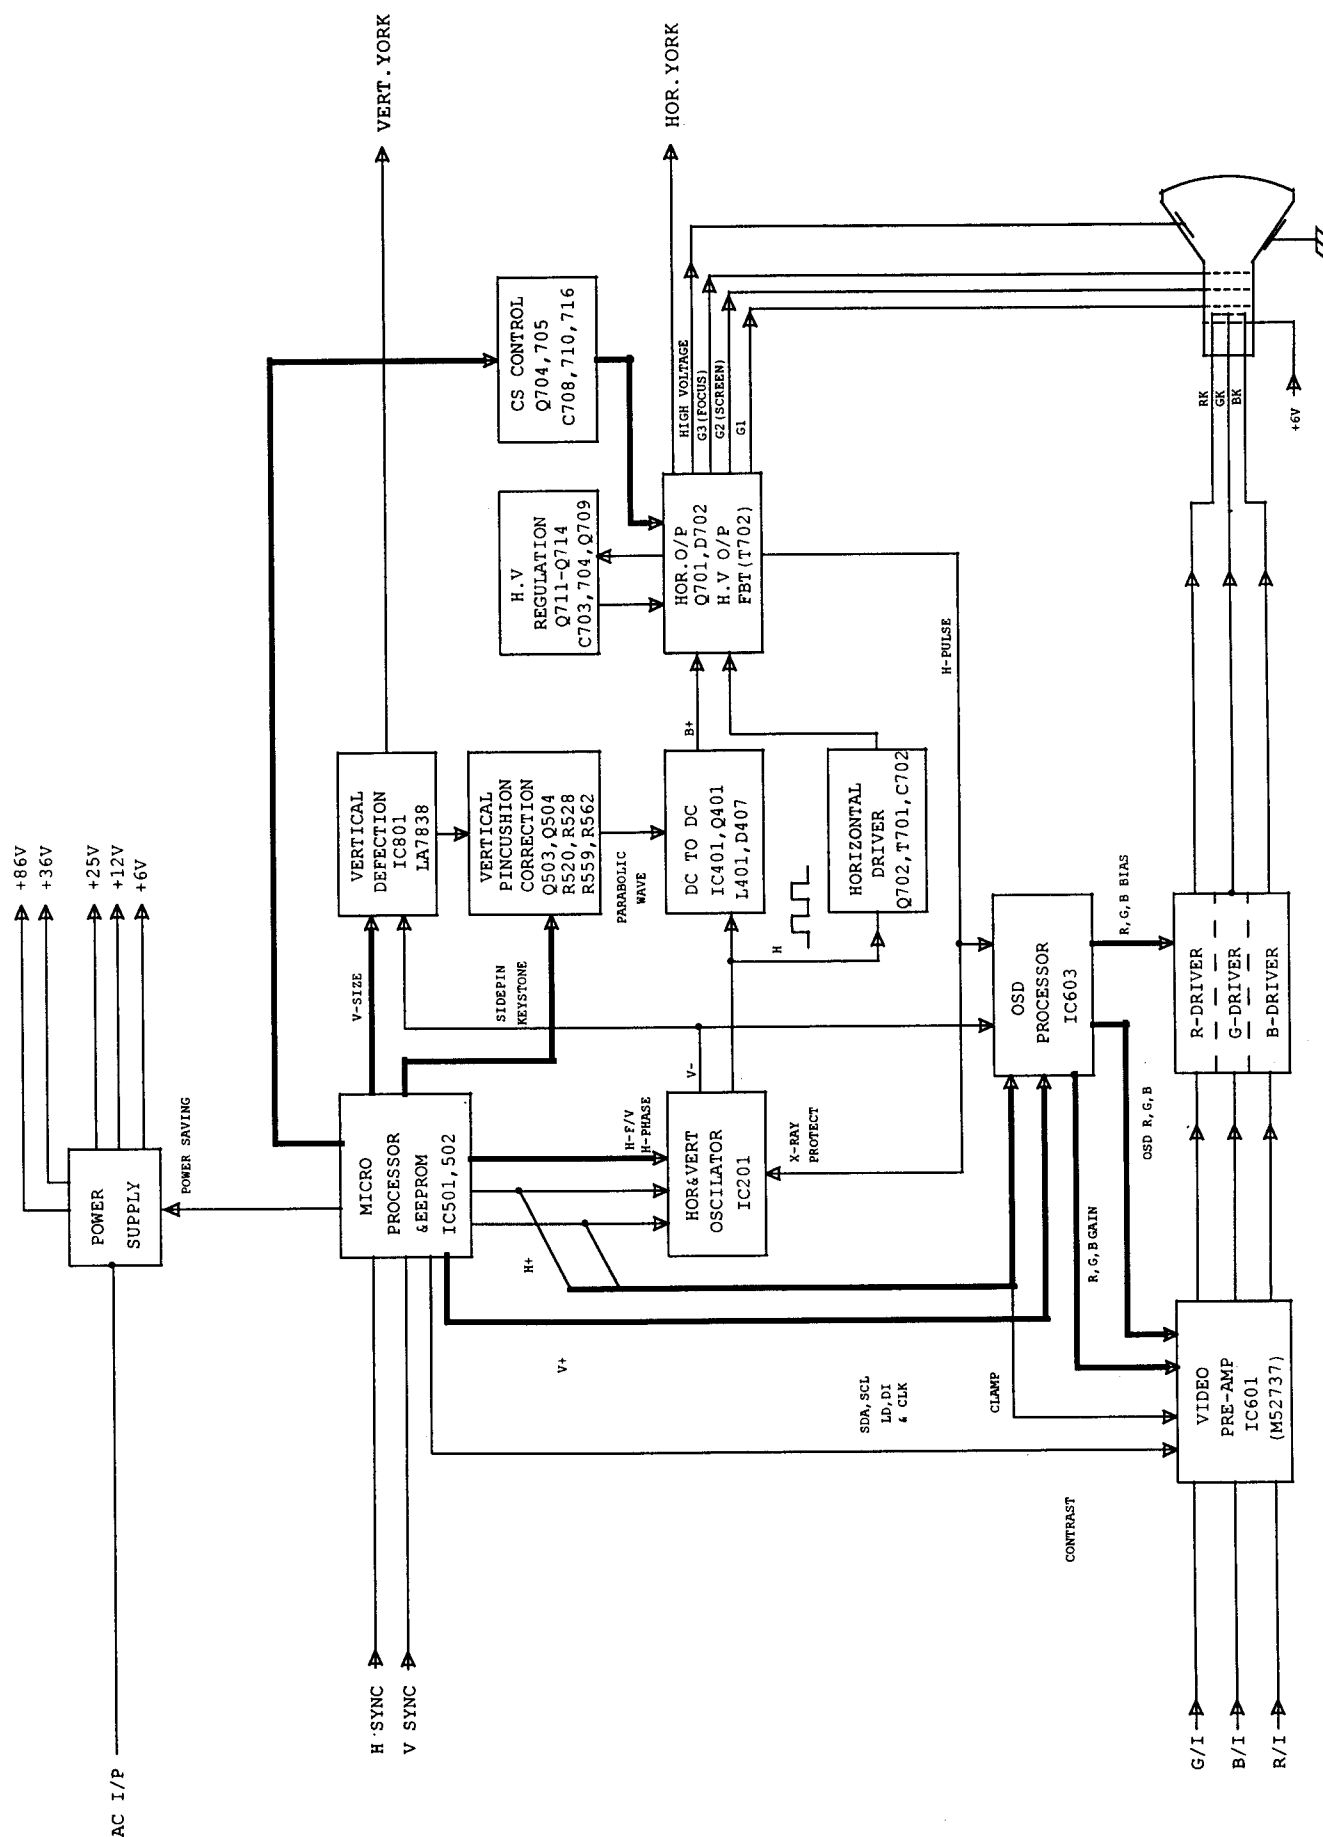 AC I/P
POWER
SUPPLY
+86V
+36V
+25V
+12V
+6V
POWER SAVING
H SYNC
V SYNC
MICRO
PROCESSOR
&EEPROM
IC501,502
V-SIZE
VERTICAL
DEFECTION
IC801
LA7838
VERT.YORK
SIDEPIN
KEYSTONE
VERTICAL
PINCUSHION
CORRECTION
Q503,Q504
R520,R528
R559,R562
PARABOLIC
WAVE
CS CONTROL
Q704,705
C708,710,716
H.V
REGULATION
Q711-Q714
C703,704,Q709
H+
V+
H-F/V
H-PHASE
HOR&VERT
OSCILATOR
IC201
V-
X-RAY
PROTECT
DC TO DC
IC401,Q401
L401,D407
B+
H
HORIZONTAL
DRIVER
Q702,T701,C702
HOR.O/P
Q701,D702
H.V O/P
FBT(T702)
HOR.YORK
HIGH VOLTAGE
G3(FOCUS)
G2(SCREEN)
G1
H-PULSE
SDA,SCL
LD,DI
& CLK
CLAMP
CONTRAST
OSD
PROCESSOR
IC603
R,G,B BIAS
OSD R,G,B
R,G,B GAIN
G/I
B/I
R/I
VIDEO
PRE-AMP
IC601
(M52737)
R-DRIVER
G-DRIVER
B-DRIVER
RK
GK
BK
+6V